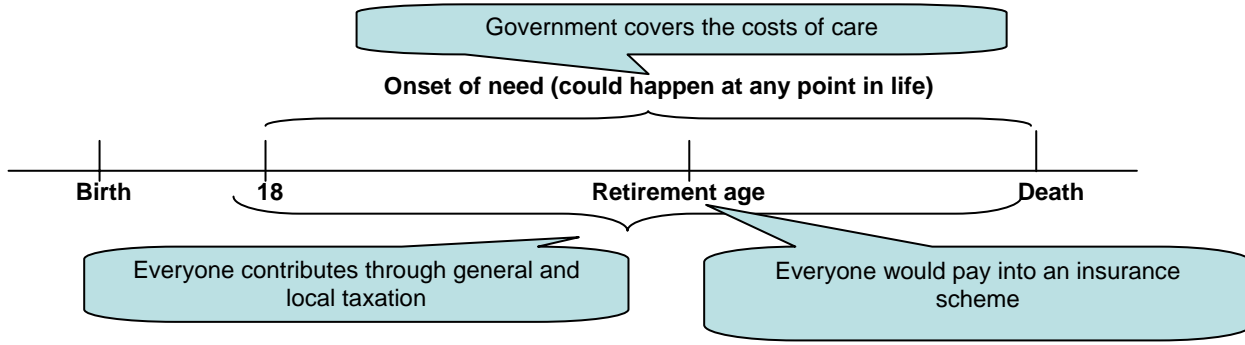 Government covers the costs of care
Onset of need (could happen at any point in life)
Birth
18
Retirement age
Death
Everyone contributes through general and
local taxation
Everyone would pay into an insurance
scheme